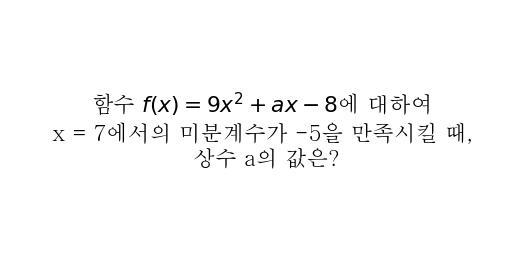 함수 f(x) = 9x² + ax − 8에 대하여
x = 7에서의 미분계수가 -5을 만족시킬 때,
상수 a의 값은?